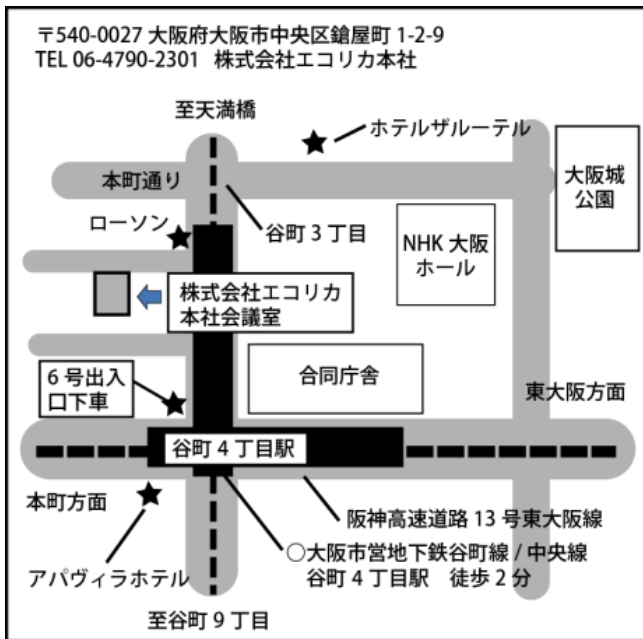 〒540-0027 大阪府大阪市中央区鎗屋町 1-2-9
TEL 06-4790-2301 株式会社エコリカ本社
至天満橋
ホテルザルーテル
本町通り
大阪城
公園
ローソン
谷町 3 丁目
NHK 大阪
ホール
株式会社エコリカ
本社会議室
6 号出入
口下車
合同庁舎
東大阪方面
谷町 4 丁目駅
本町方面
阪神高速道路 13 号東大阪線
○大阪市営地下鉄谷町線 / 中央線
谷町 4 丁目駅 徒歩 2 分
アパヴィラホテル
至谷町 9 丁目